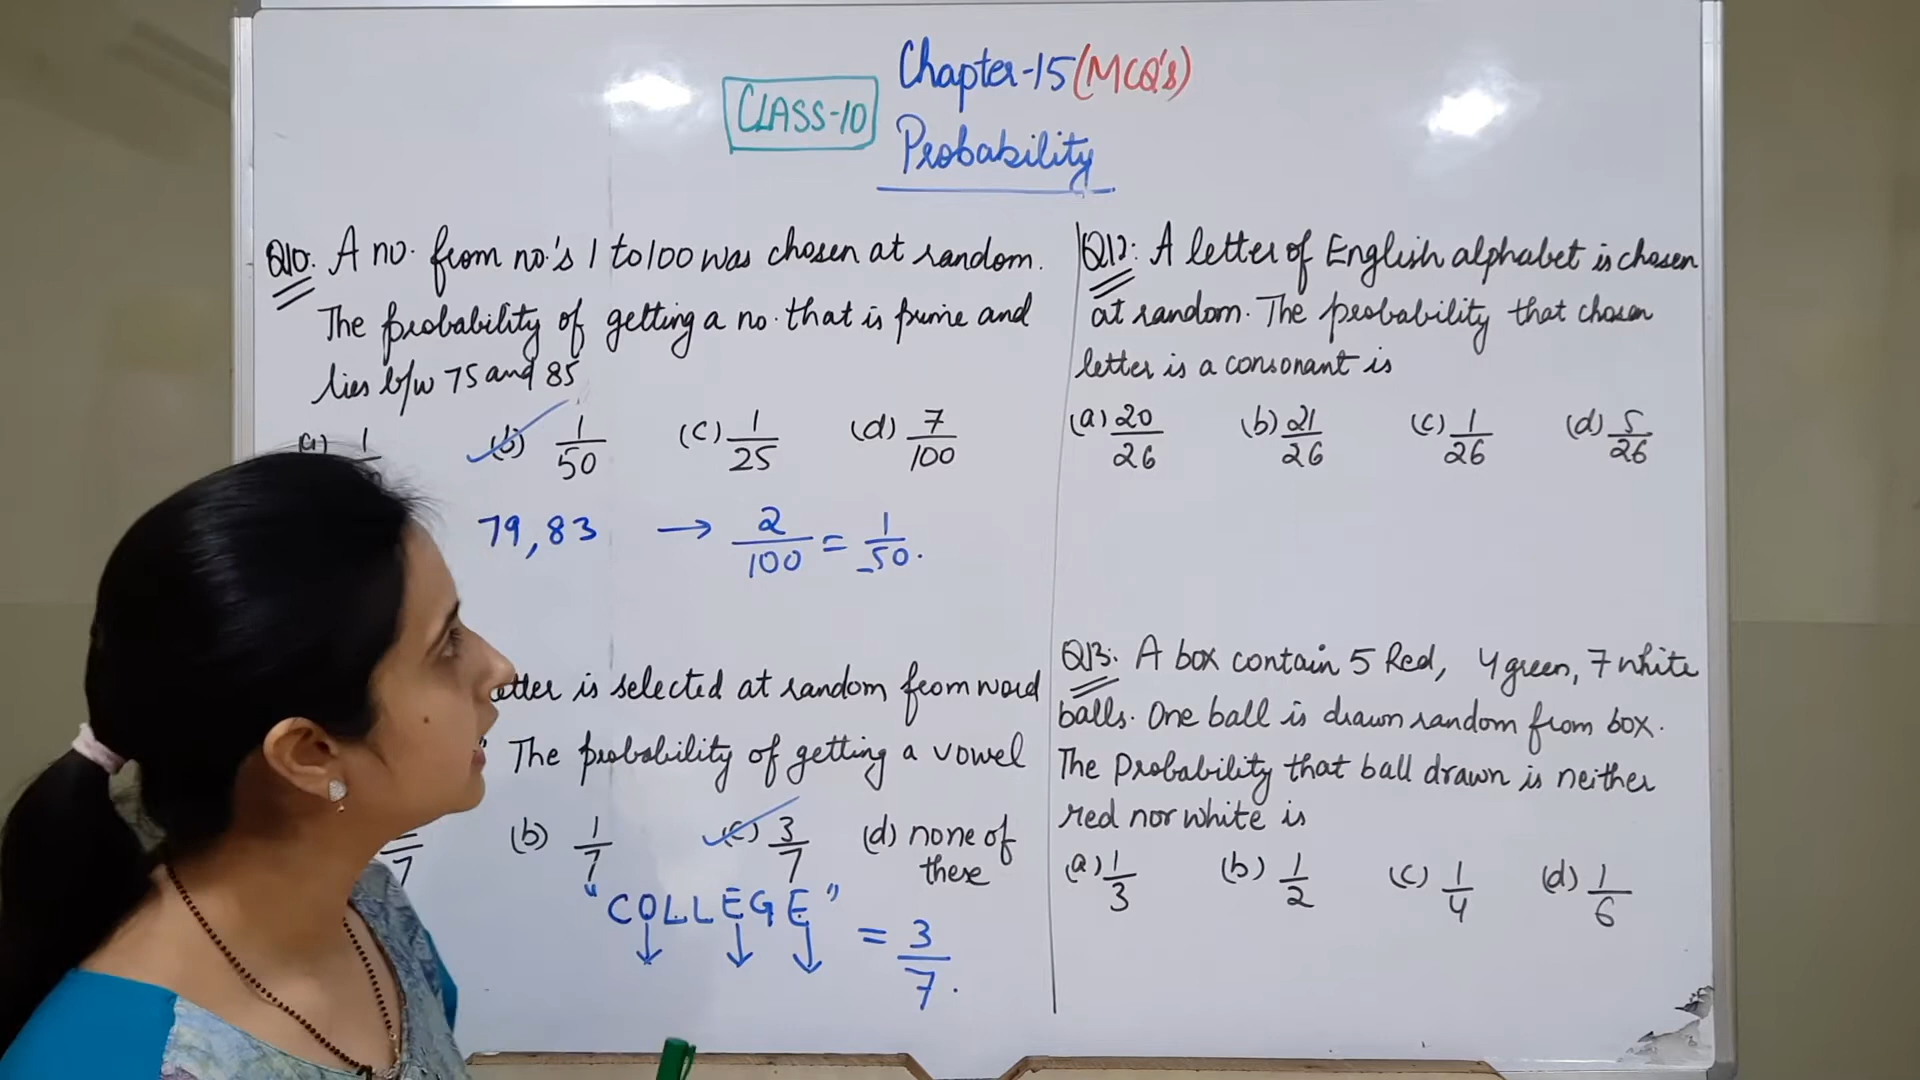 CLASS-10
Chapter-15 (MCQ's)
Probability
Q10. A no. from no.'s 1 to 100 was chosen at random.
The probability of getting a no. that is prime and
lies b/w 75 and 85
(a) 1
(b) 1/50 (c) 1/25 (d) 7/100
79, 83 → 2/100 = 1/50.
letter is selected at random from word
" The probability of getting a vowel
/7 (b) 1/7 (c) 3/7 (d) none of
these
"COLLEGE" = 3/7.
Q12: A letter of English alphabet is chosen
at random. The probability that chosen
letter is a consonant is
(a) 20/26 (b) 21/26 (c) 1/26 (d) 5/26
Q13. A box contain 5 Red, 4 green, 7 white
balls. One ball is drawn random from box.
The Probability that ball drawn is neither
red nor white is
(a) 1/3 (b) 1/2 (c) 1/4 (d) 1/6